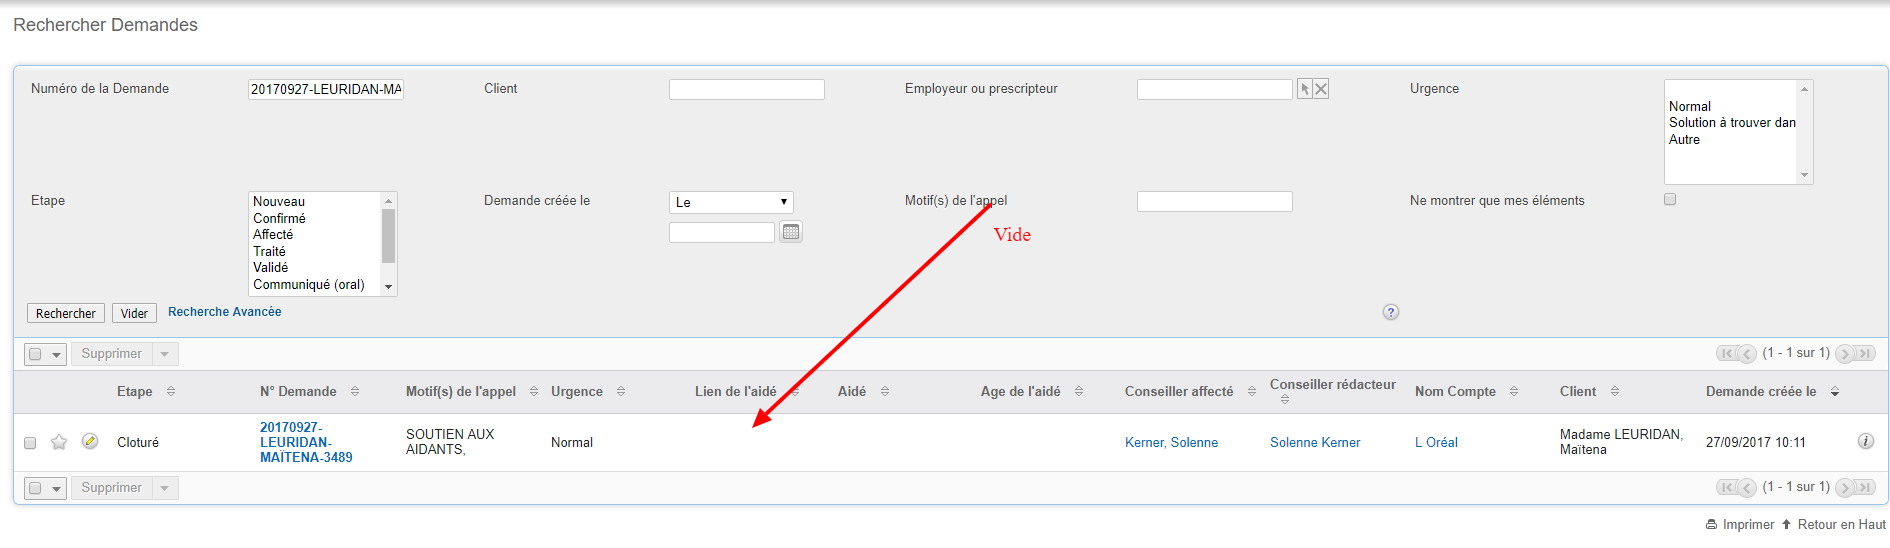 Rechercher Demandes
Numéro de la Demande 20170927-LEURIDAN-MA Client Employeur ou prescripteur Urgence
Normal
Solution à trouver dan
Autre
Etape Nouveau Demande créée le Le Motif(s) de l'appel Ne montrer que mes éléments
Confirmé
Affecté
Traité
Validé
Communiqué (oral)
Vide
Rechercher Vider Recherche Avancée ?
Supprimer (1 - 1 sur 1)
Etape N° Demande Motif(s) de l'appel Urgence Lien de l'aidé Aidé Age de l'aidé Conseiller affecté Conseiller rédacteur Nom Compte Client Demande créée le
Cloturé 20170927-LEURIDAN-MAÏTENA-3489 SOUTIEN AUX AIDANTS, Normal Kerner, Solenne Solenne Kerner L Oréal Madame LEURIDAN, Maïtena 27/09/2017 10:11 i
Supprimer (1 - 1 sur 1)
Imprimer Retour en Haut